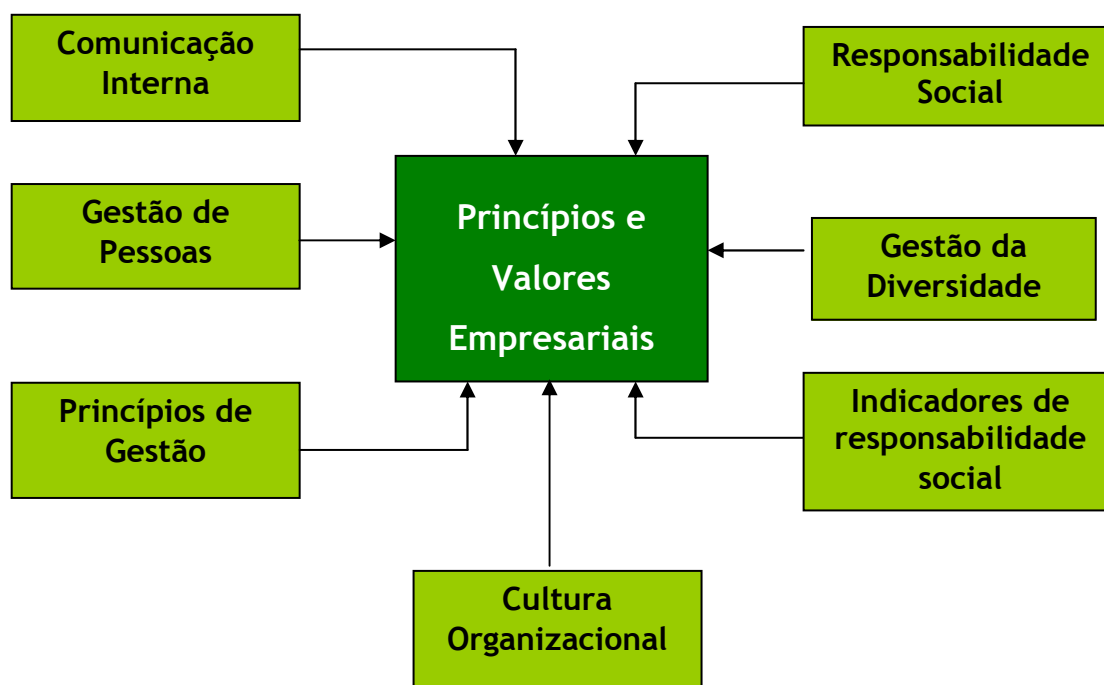 Comunicação
Interna
Responsabilidade
Social
Gestão de
Pessoas
Princípios e
Valores
Empresariais
Gestão da
Diversidade
Princípios de
Gestão
Indicadores de
responsabilidade
social
Cultura
Organizacional